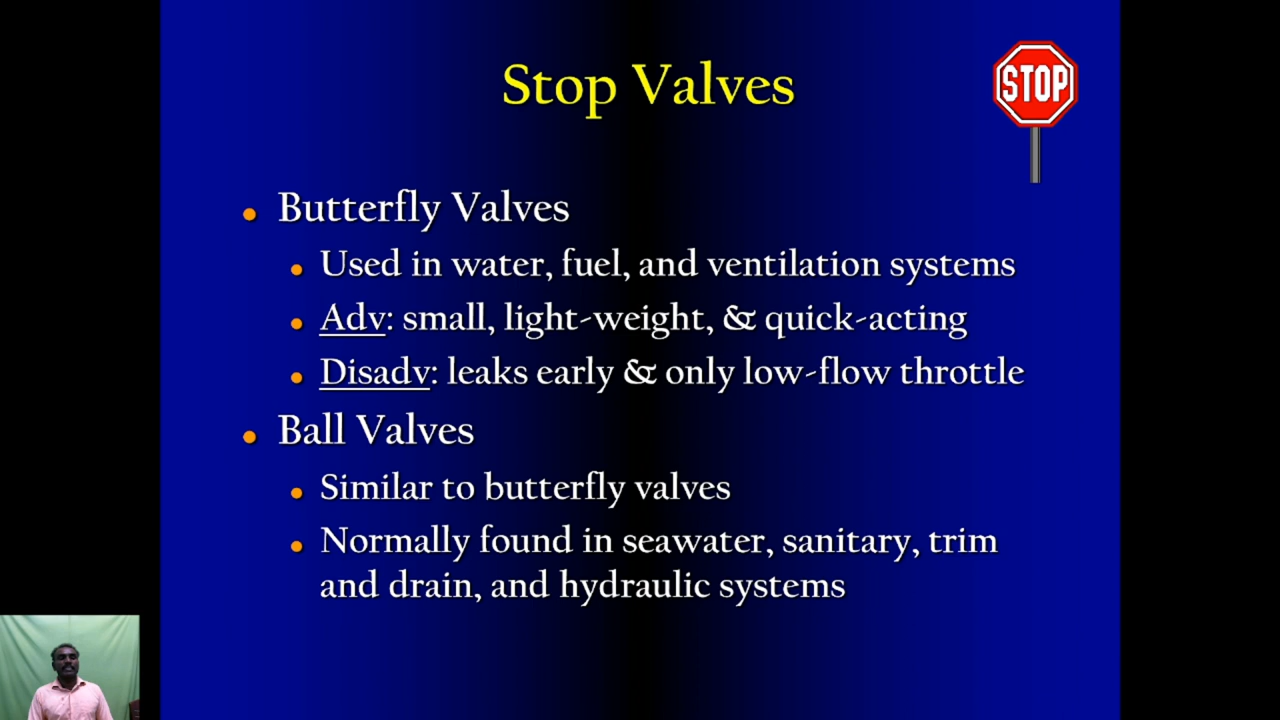 Stop Valves
STOP
Butterfly Valves
Used in water, fuel, and ventilation systems
Adv: small, light-weight, & quick-acting
Disadv: leaks early & only low-flow throttle
Ball Valves
Similar to butterfly valves
Normally found in seawater, sanitary, trim
and drain, and hydraulic systems